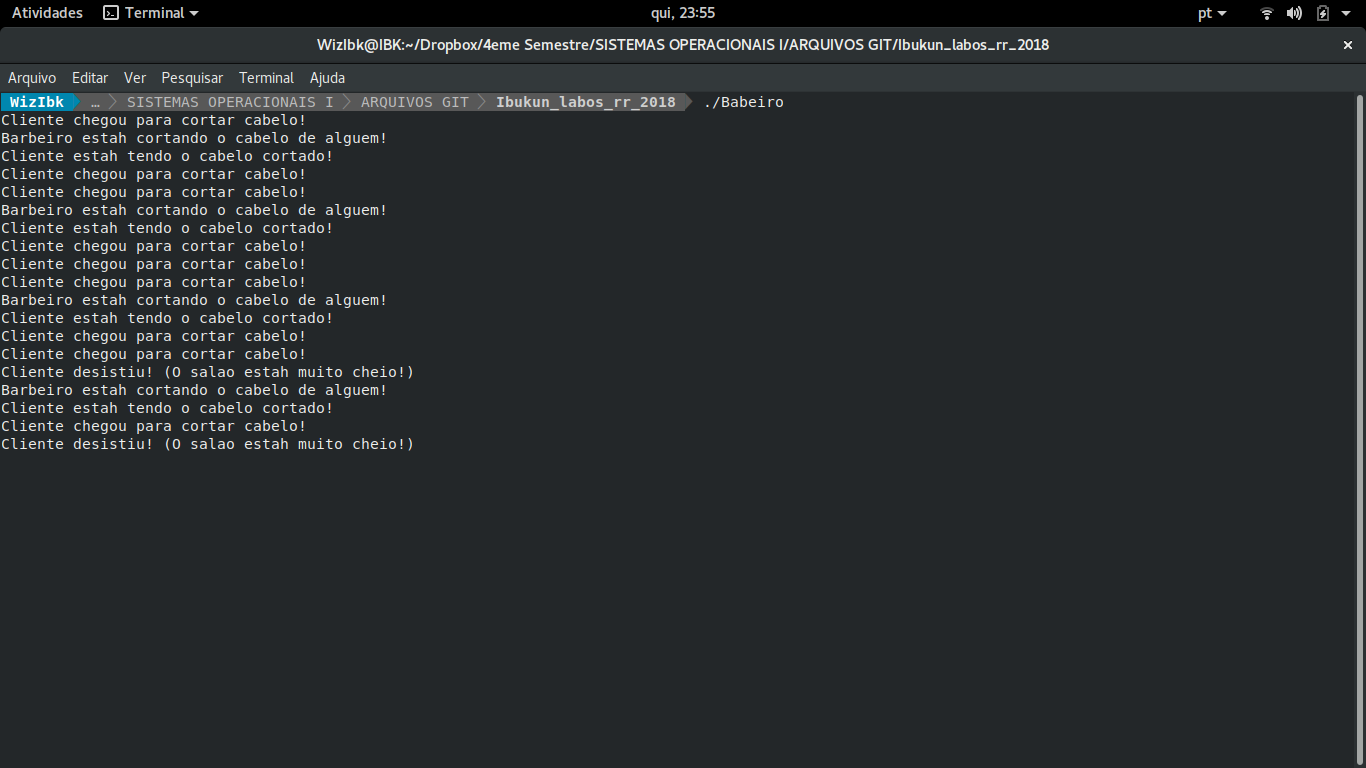 Atividades Terminal qui, 23:55 pt
WizIbk@IBK:~/Dropbox/4eme Semestre/SISTEMAS OPERACIONAIS I/ARQUIVOS GIT/Ibukun_labos_rr_2018
Arquivo Editar Ver Pesquisar Terminal Ajuda
WizIbk … SISTEMAS OPERACIONAIS I ARQUIVOS GIT Ibukun_labos_rr_2018 ./Babeiro
Cliente chegou para cortar cabelo!
Barbeiro estah cortando o cabelo de alguem!
Cliente estah tendo o cabelo cortado!
Cliente chegou para cortar cabelo!
Cliente chegou para cortar cabelo!
Barbeiro estah cortando o cabelo de alguem!
Cliente estah tendo o cabelo cortado!
Cliente chegou para cortar cabelo!
Cliente chegou para cortar cabelo!
Cliente chegou para cortar cabelo!
Barbeiro estah cortando o cabelo de alguem!
Cliente estah tendo o cabelo cortado!
Cliente chegou para cortar cabelo!
Cliente chegou para cortar cabelo!
Cliente desistiu! (O salao estah muito cheio!)
Barbeiro estah cortando o cabelo de alguem!
Cliente estah tendo o cabelo cortado!
Cliente chegou para cortar cabelo!
Cliente desistiu! (O salao estah muito cheio!)